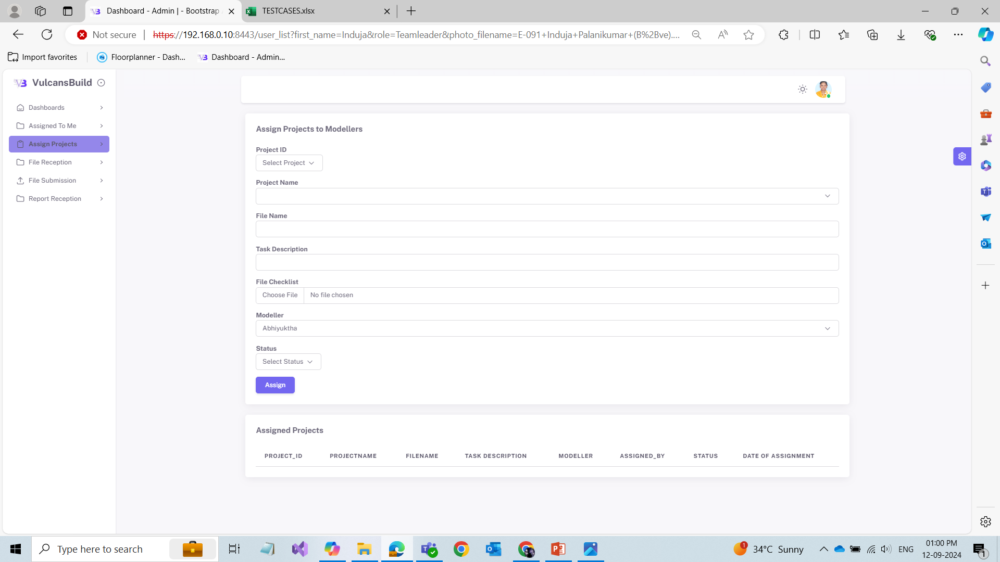 Dashboard - Admin | - Bootstrap
TESTCASES.xlsx
Not secure
https://192.168.0.10:8443/user_list?first_name=Induja&role=Teamleader&photo_filename=E-091+Induja+Palanikumar+(B%2Bve)....
Import favorites
Floorplanner - Dash...
Dashboard - Admin...
VulcansBuild
Dashboards
Assigned To Me
Assign Projects
File Reception
File Submission
Report Reception
Assign Projects to Modellers
Project ID
Select Project
Project Name
File Name
Task Description
File Checklist
Choose File
No file chosen
Modeller
Abhiyuktha
Status
Select Status
Assign
Assigned Projects
PROJECT_ID PROJECTNAME FILENAME TASK DESCRIPTION MODELLER ASSIGNED_BY STATUS DATE OF ASSIGNMENT
Type here to search
1
34°C Sunny
ENG
01:00 PM
12-09-2024
1